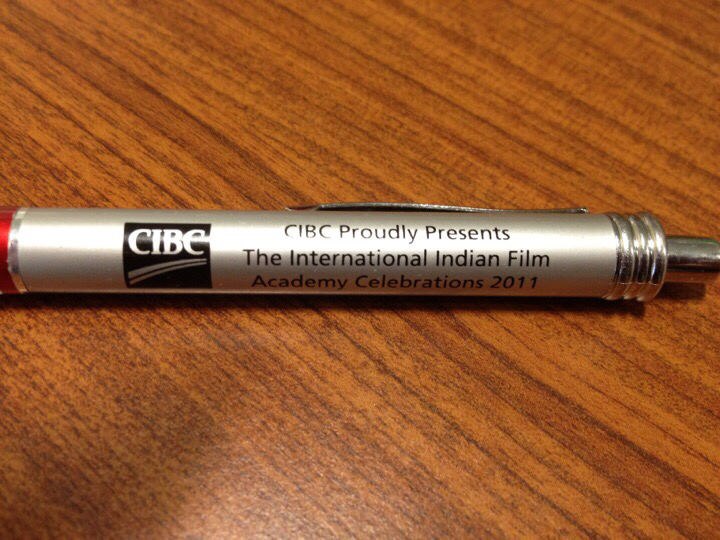 CIBC
CIBC Proudly Presents
The International Indian Film
Academy Celebrations 2011